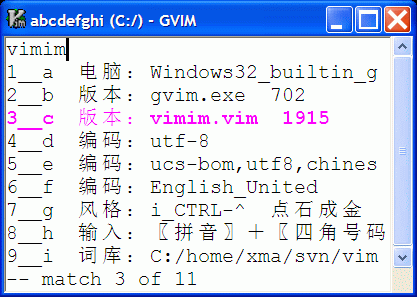 abcdefghi (C:/) - GVIM
vimim
1__a 电脑：Windows32_builtin_g
2__b 版本：gvim.exe 702
3__c 版本：vimim.vim 1915
4__d 编码：utf-8
5__e 编码：ucs-bom,utf8,chines
6__f 编码：English_United
7__g 风格：i_CTRL-^ 点石成金
8__h 输入：〖拼音〗＋〖四角号码
9__i 词库：C:/home/xma/svn/vim
-- match 3 of 11